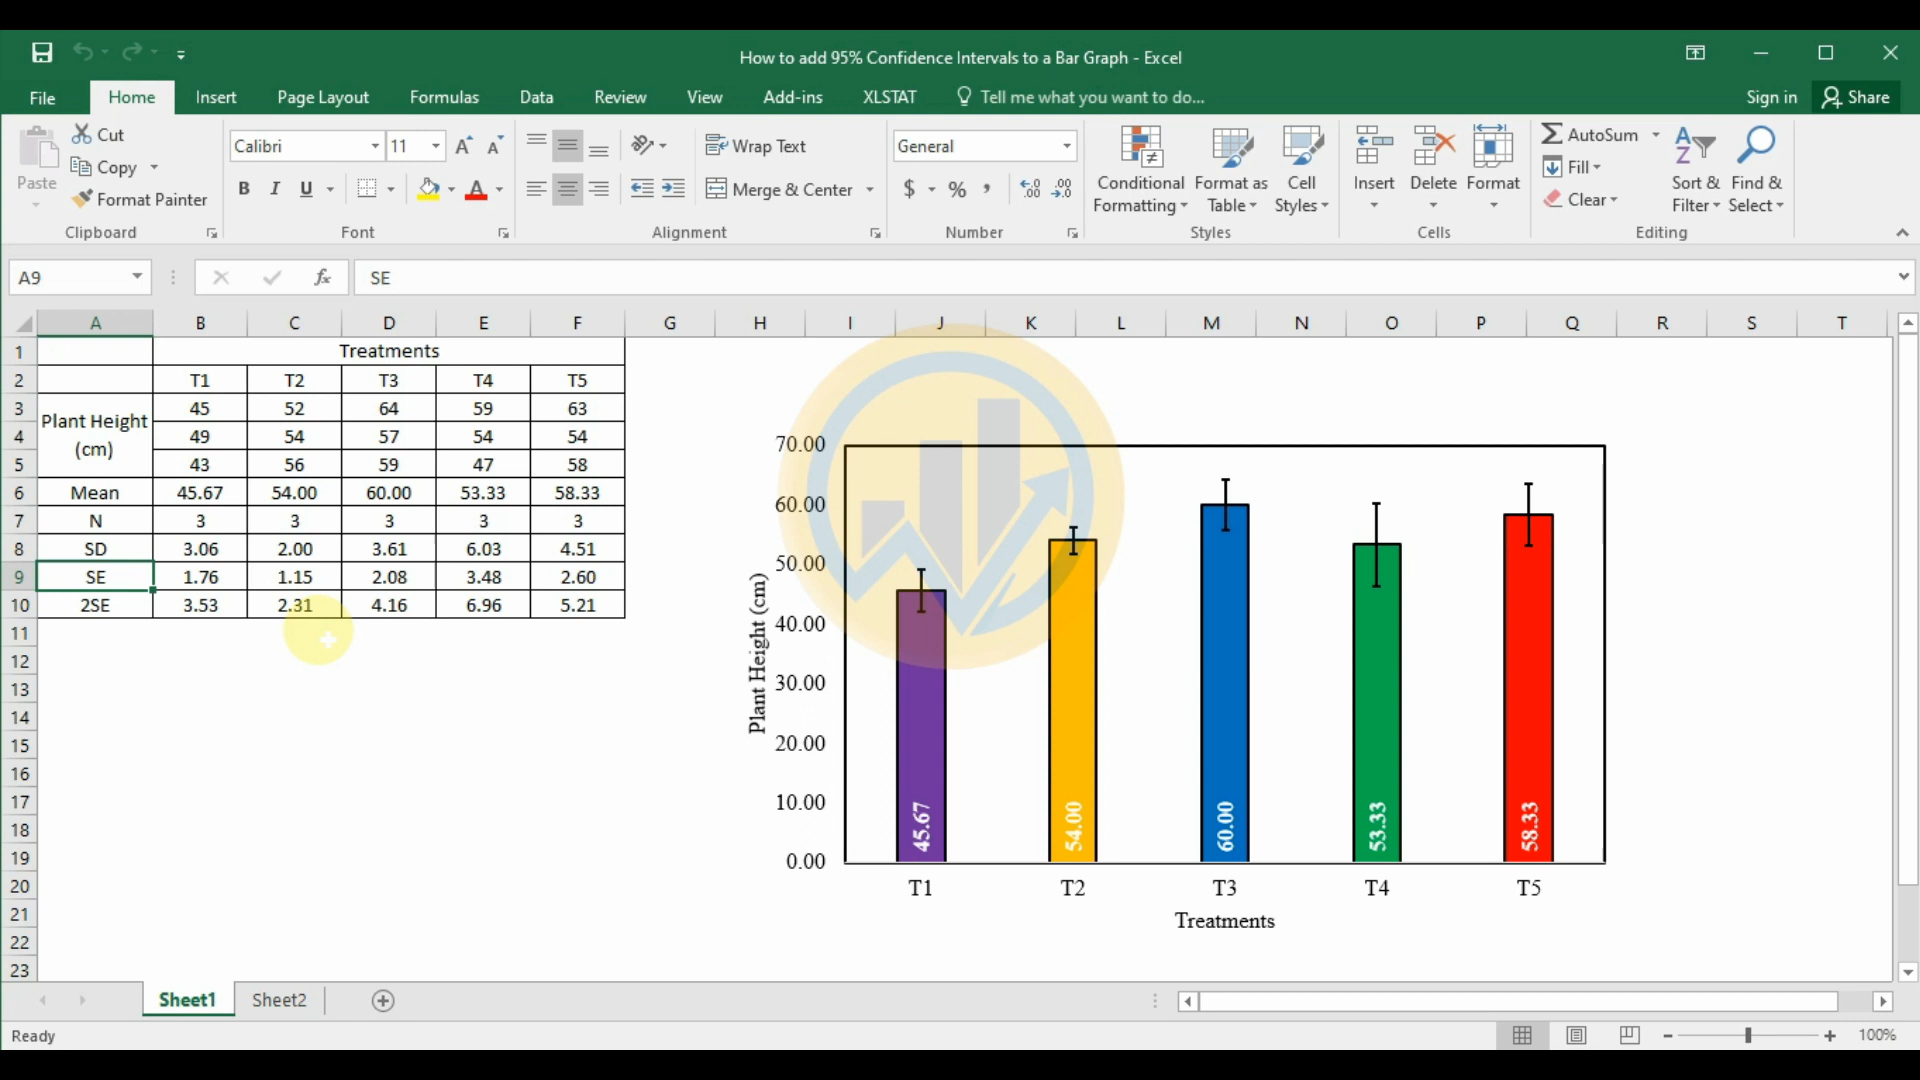 How to add 95% Confidence Intervals to a Bar Graph - Excel
File Home Insert Page Layout Formulas Data Review View Add-ins XLSTAT Tell me what you want to do... Sign in Share
Paste
Cut
Copy
Format Painter
Clipboard
Calibri 11
B I U
Font
Wrap Text
Merge & Center
Alignment
General
$ % ,
Number
Conditional Formatting
Format as Table
Cell Styles
Styles
Insert Delete Format
Cells
AutoSum
Fill
Clear
Sort & Filter
Find & Select
Editing
A9 fx SE
A B C D E F G H I J K L M N O P Q R S T
1 Treatments
2 T1 T2 T3 T4 T5
Plant Height (cm)
3 45 52 64 59 63
4 49 54 57 54 54
5 43 56 59 47 58
6 Mean 45.67 54.00 60.00 53.33 58.33
7 N 3 3 3 3 3
8 SD 3.06 2.00 3.61 6.03 4.51
9 SE 1.76 1.15 2.08 3.48 2.60
10 2SE 3.53 2.31 4.16 6.96 5.21
11
12
13
14
15
16
17
18
19
20
21
22
23
Plant Height (cm)
70.00
60.00
50.00
40.00
30.00
20.00
10.00
0.00
45.67 54.00 60.00 53.33 58.33
T1 T2 T3 T4 T5
Treatments
Sheet1 Sheet2
Ready 100%